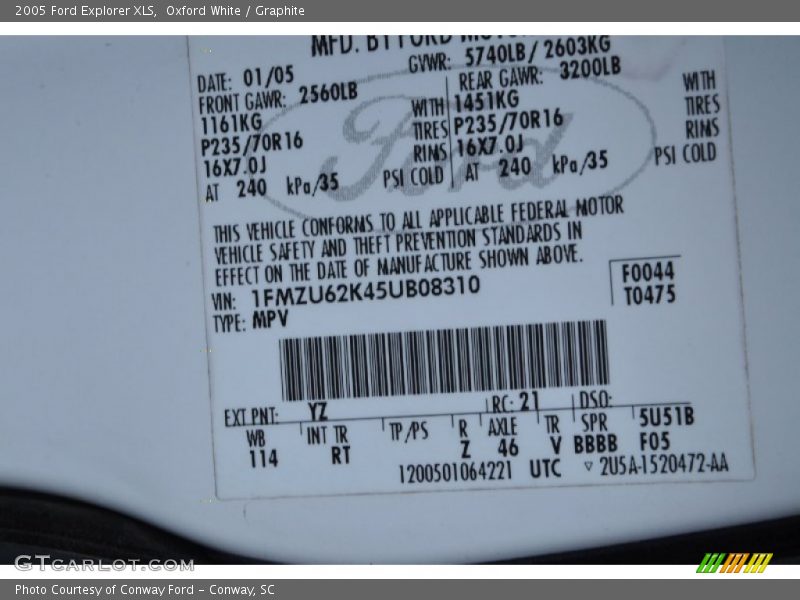 2005 Ford Explorer XLS, Oxford White / Graphite
MFD. BY FORD MOTOR
DATE: 01/05 GVWR: 5740LB / 2603KG
FRONT GAWR: 2560LB REAR GAWR: 3200LB
1161KG WITH 1451KG WITH
P235/70R16 TIRES P235/70R16 TIRES
16X7.0J RIMS 16X7.0J RIMS
AT 240 kPa/35 PSI COLD AT 240 kPa/35 PSI COLD
Ford
THIS VEHICLE CONFORMS TO ALL APPLICABLE FEDERAL MOTOR
VEHICLE SAFETY AND THEFT PREVENTION STANDARDS IN
EFFECT ON THE DATE OF MANUFACTURE SHOWN ABOVE.
VIN: 1FMZU62K45UB08310 F0044
TYPE: MPV T0475
EXT PNT: YZ RC: 21 DSO:
WB INT TR TP/PS R AXLE TR SPR 5U51B
114 RT Z 46 V BBBB F05
1200501064221 UTC ▽ 2U5A-1520472-AA
GTCARLOT.COM
Photo Courtesy of Conway Ford - Conway, SC